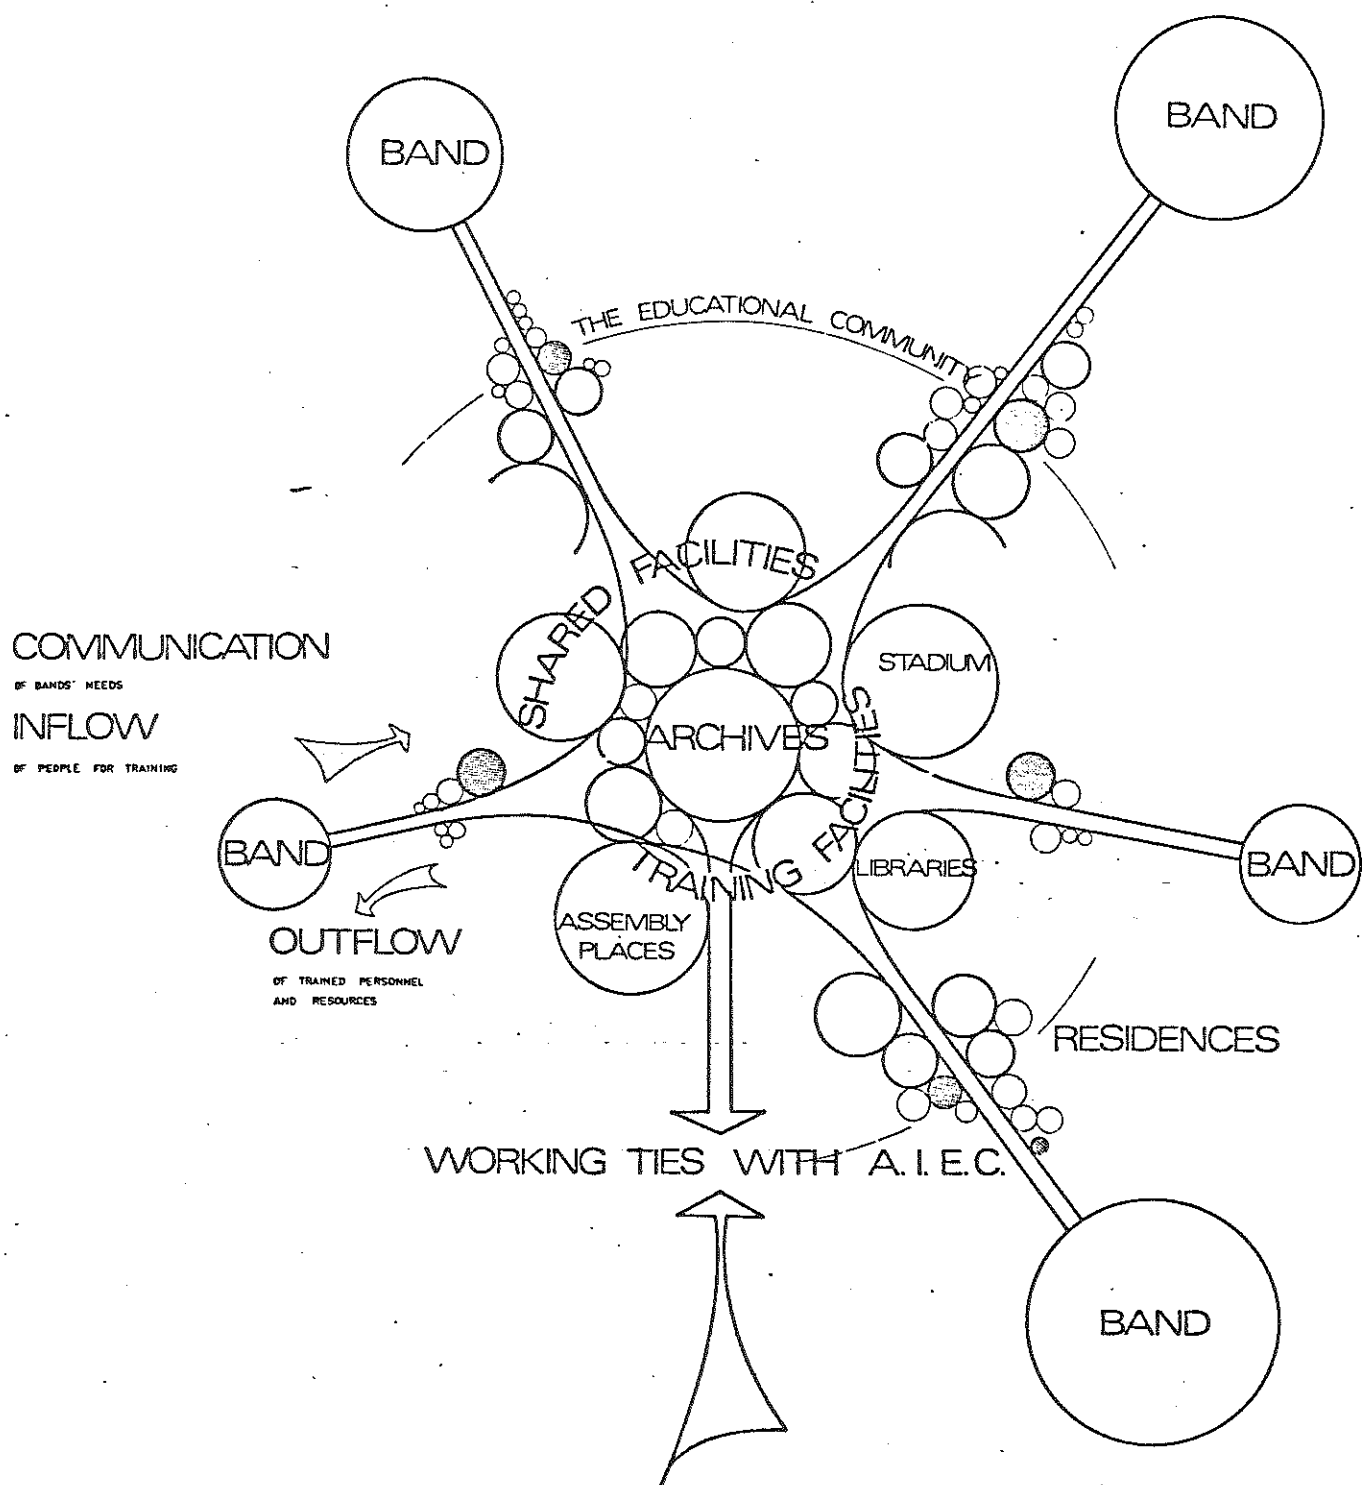 BAND
BAND
THE EDUCATIONAL COMMUNITY
SHARED FACILITIES
COMMUNICATION
OF BANDS' NEEDS
INFLOW
OF PEOPLE FOR TRAINING
STADIUM
ARCHIVES
TRAINING FACILITIES
BAND
LIBRARIES
BAND
ASSEMBLY
PLACES
OUTFLOW
OF TRAINED PERSONNEL
AND RESOURCES
RESIDENCES
WORKING TIES WITH A.I.E.C.
BAND